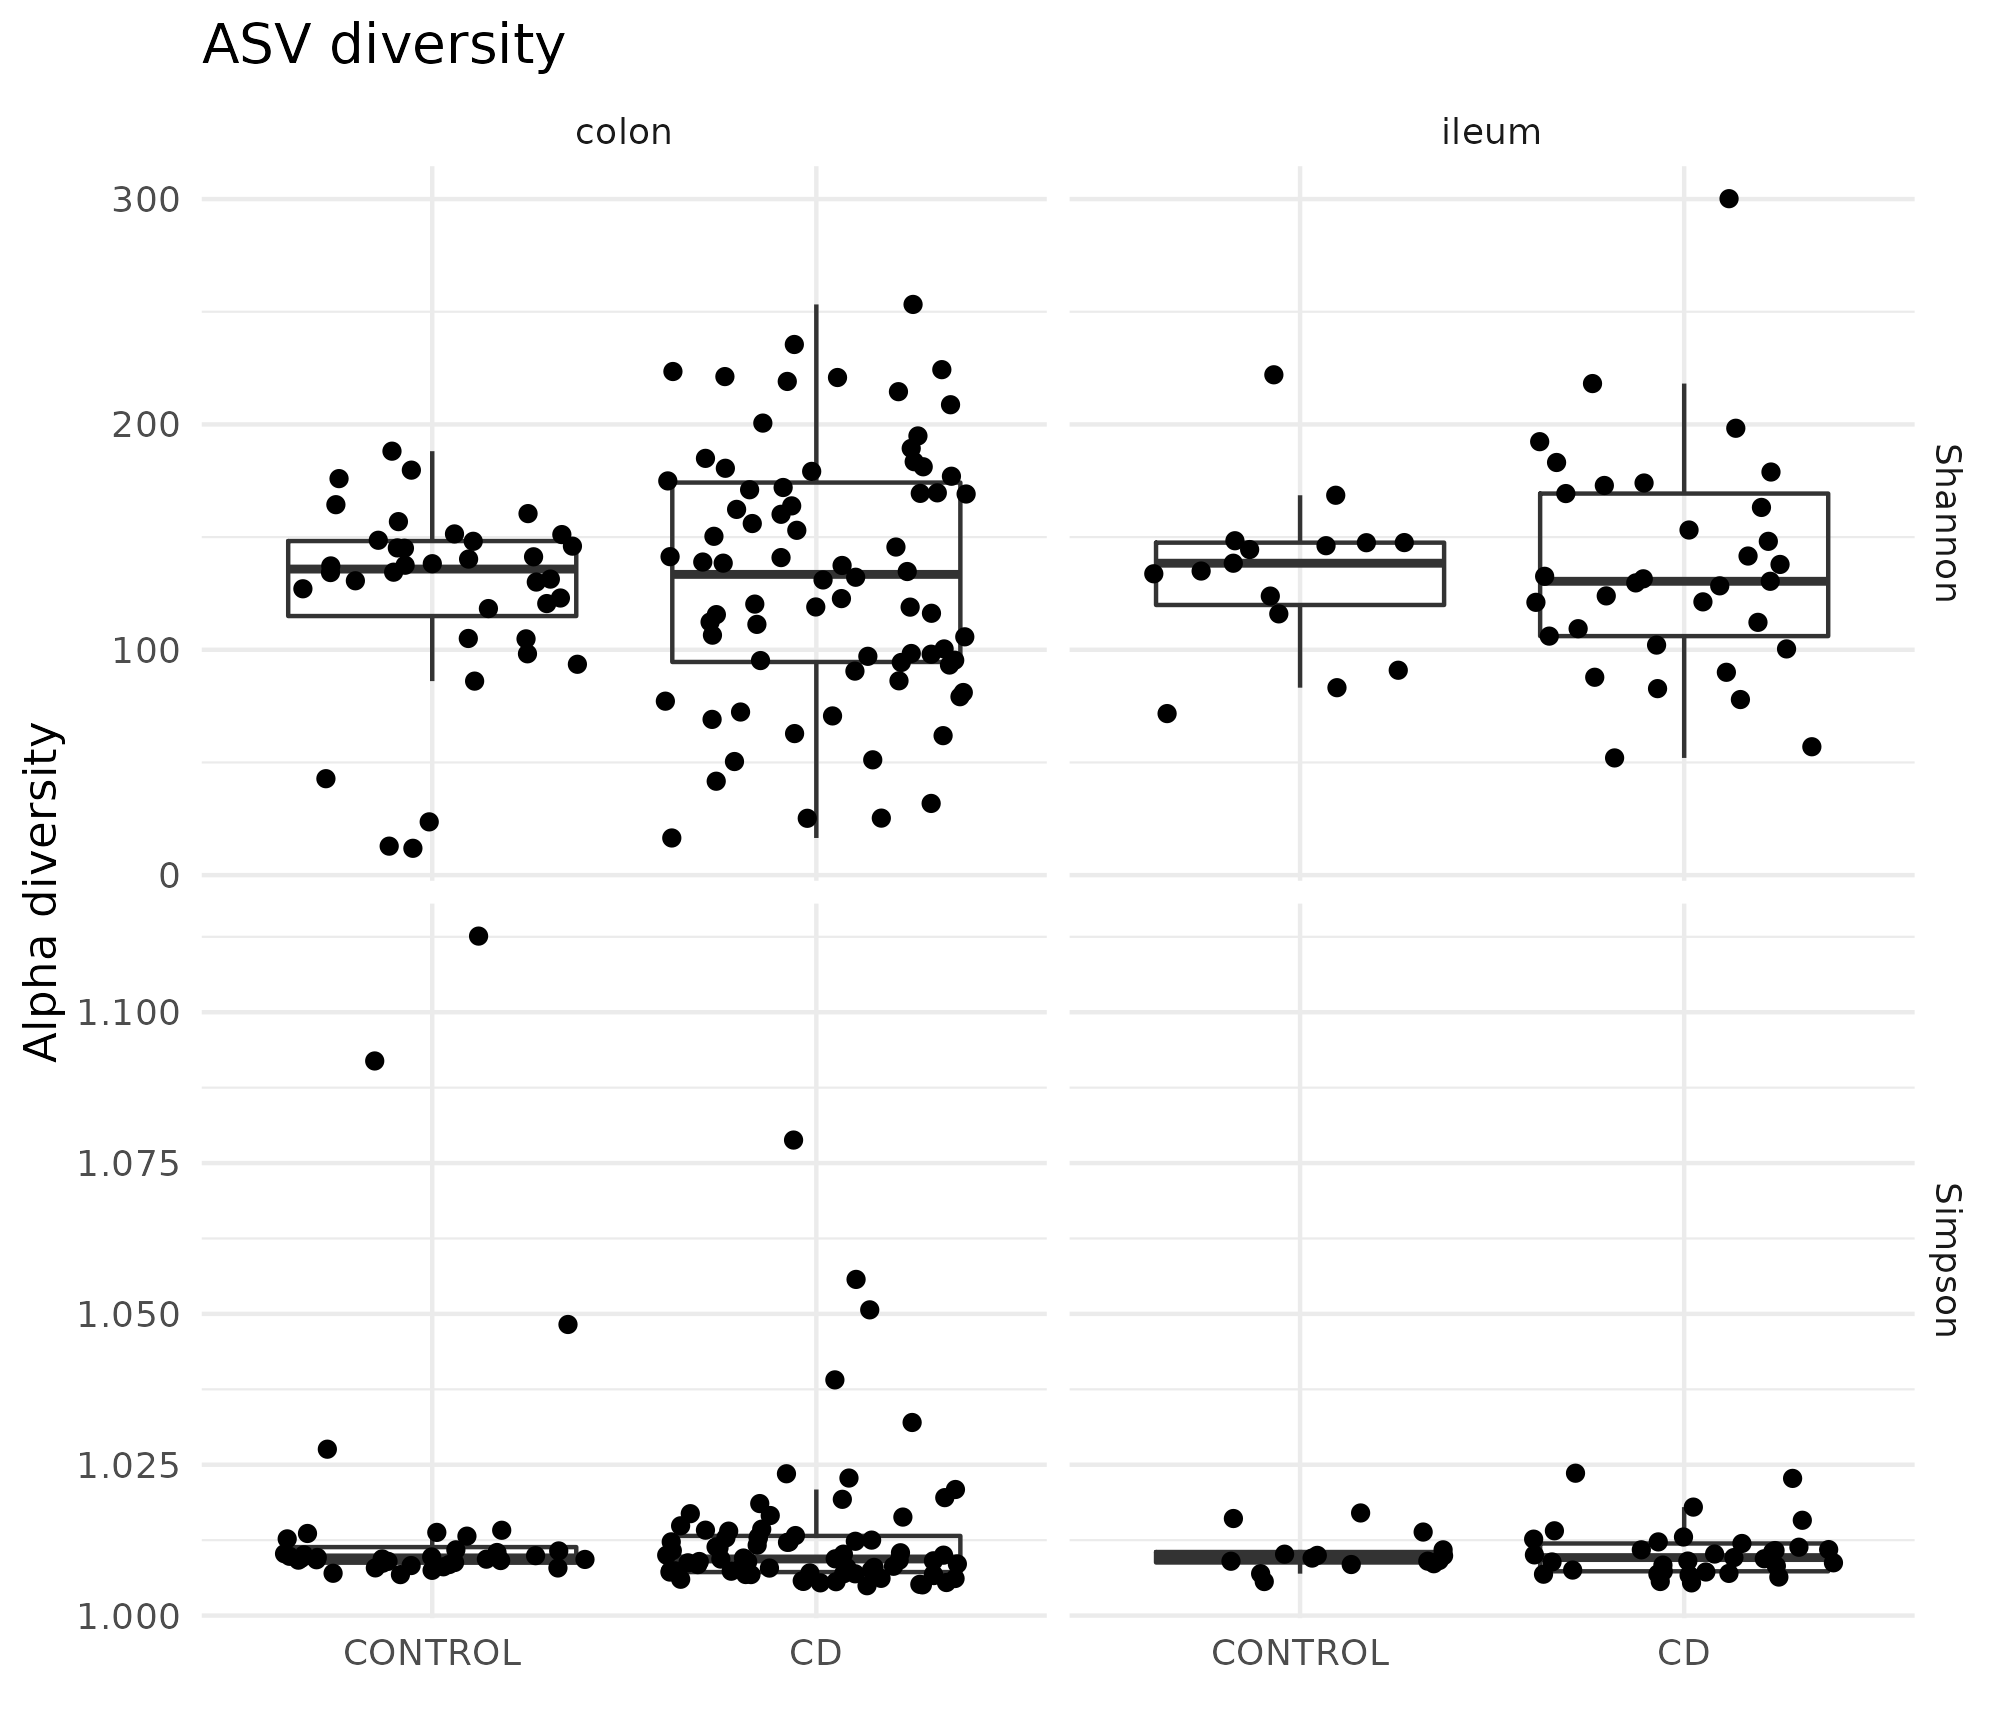 ASV diversity
colon
ileum
300
200
100
0
Shannon
Alpha diversity
1.100
1.075
1.050
1.025
1.000
Simpson
CONTROL
CD
CONTROL
CD